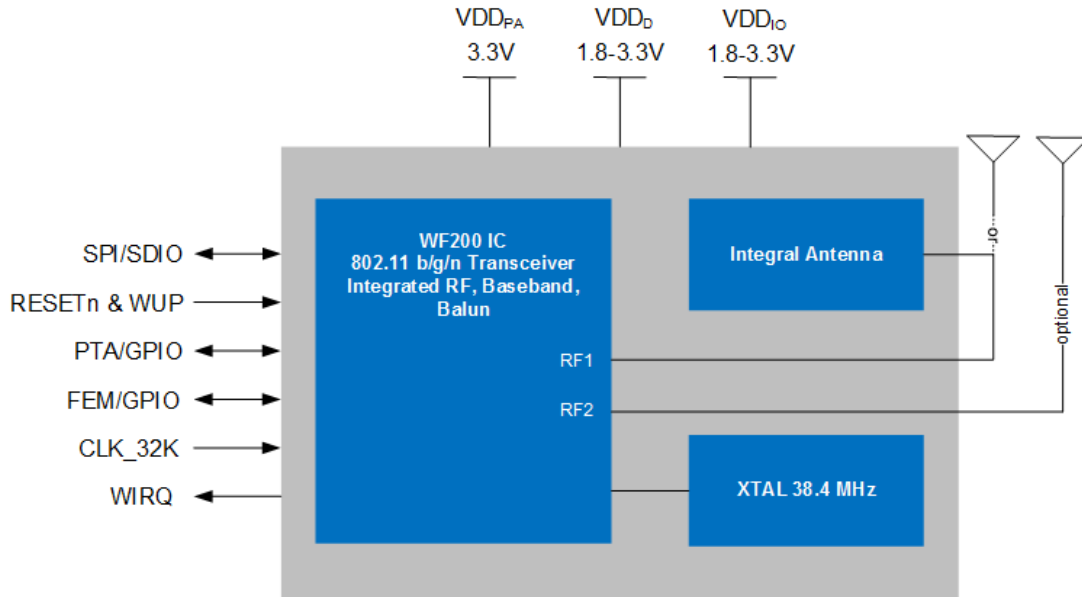 VDDPA
3.3V
VDDD
1.8-3.3V
VDDIO
1.8-3.3V
SPI/SDIO
RESETn & WUP
PTA/GPIO
FEM/GPIO
CLK_32K
WIRQ
WF200 IC
802.11 b/g/n Transceiver
Integrated RF, Baseband,
Balun
RF1
RF2
Integral Antenna
XTAL 38.4 MHz
...or...
optional